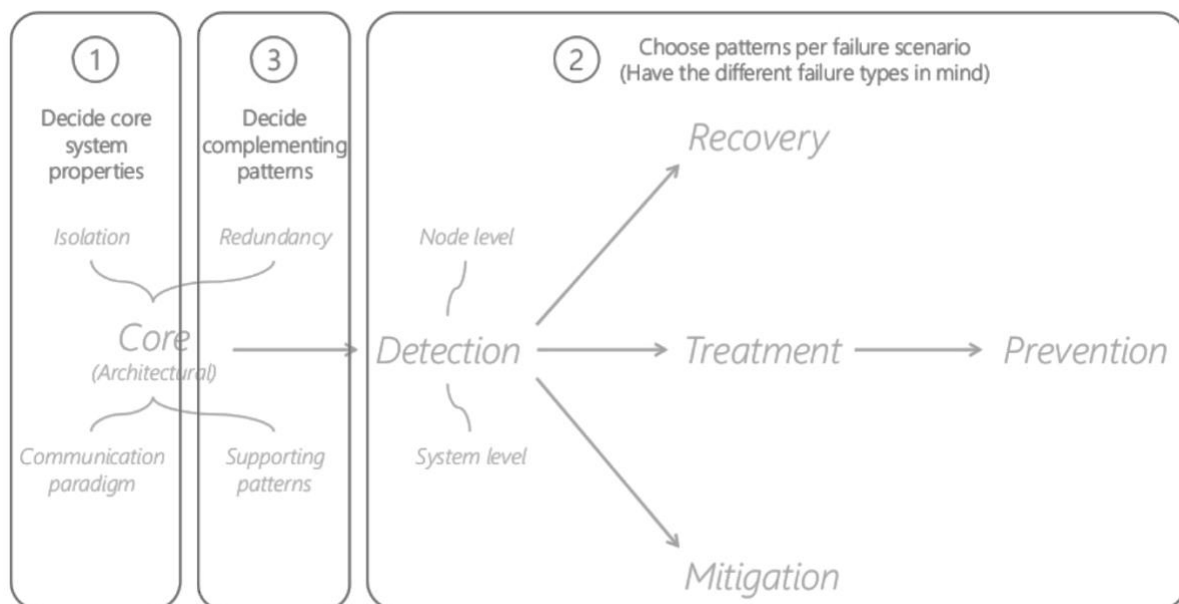 1
Decide core
system
properties
Isolation
Communication
paradigm
3
Decide
complementing
patterns
Redundancy
Supporting
patterns
Core
(Architectural)
2
Choose patterns per failure scenario
(Have the different failure types in mind)
Recovery
Node level
Detection
Treatment
Prevention
System level
Mitigation